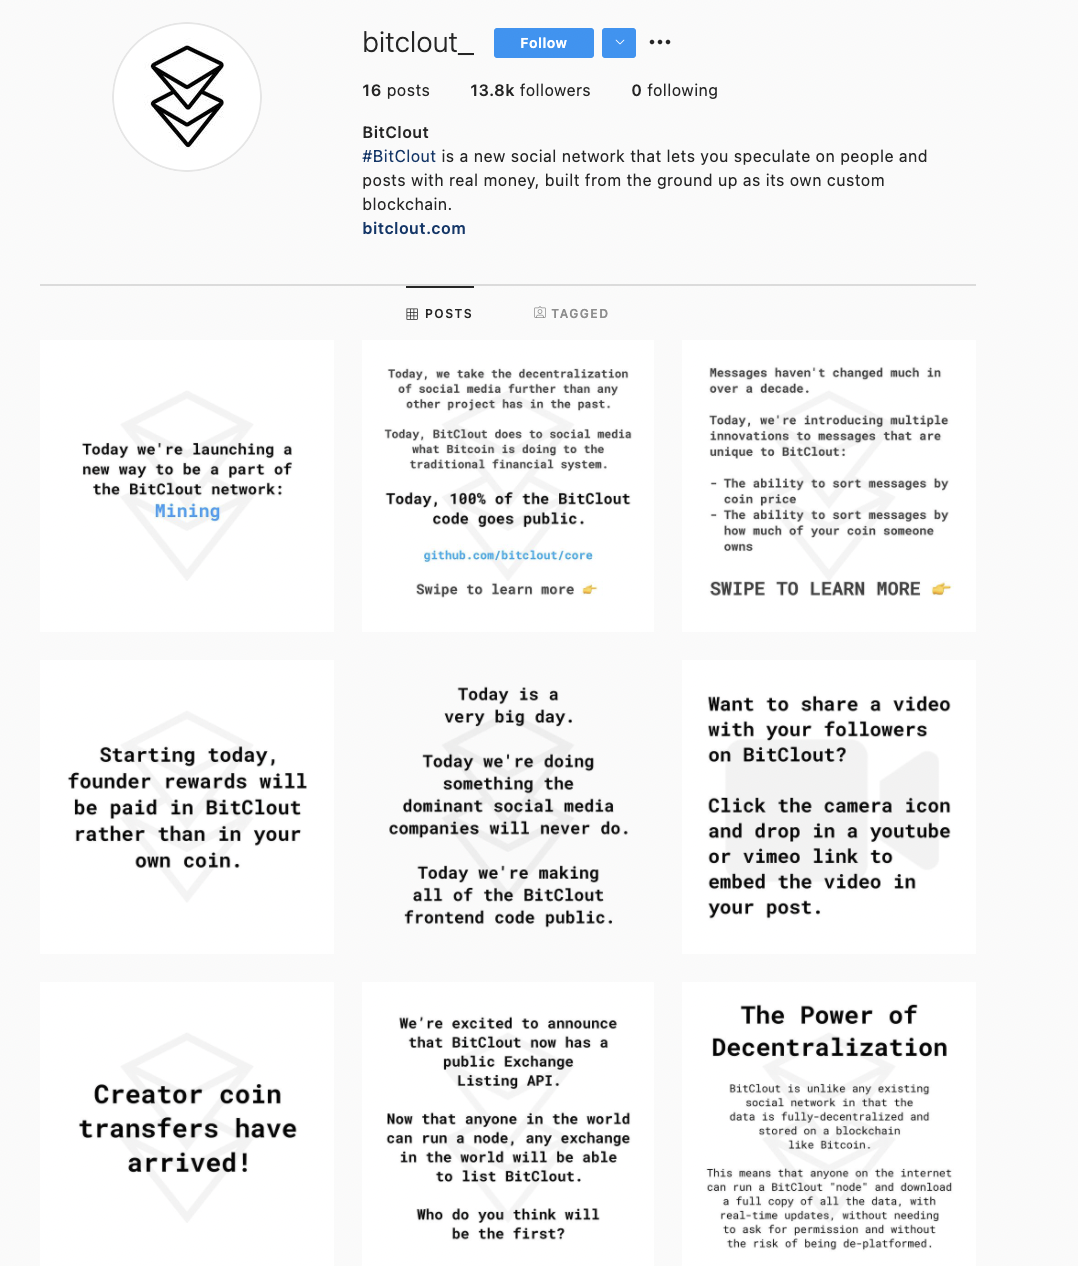 bitclout_
Follow
16 posts
13.8k followers
0 following
BitClout
#BitClout is a new social network that lets you speculate on people and
posts with real money, built from the ground up as its own custom
blockchain.
bitclout.com
POSTS
TAGGED
Today we're launching a
new way to be a part of
the BitClout network:
Mining
Today, we take the decentralization
of social media further than any
other project has in the past.
Today, BitClout does to social media
what Bitcoin is doing to the
traditional financial system.
Today, 100% of the BitClout
code goes public.
github.com/bitclout/core
Swipe to learn more 👉
Messages haven't changed much in
over a decade.
Today, we're introducing multiple
innovations to messages that are
unique to BitClout:
- The ability to sort messages by
coin price
- The ability to sort messages by
how much of your coin someone
owns
SWIPE TO LEARN MORE 👉
Starting today,
founder rewards will
be paid in BitClout
rather than in your
own coin.
Today is a
very big day.
Today we're doing
something the
dominant social media
companies will never do.
Today we're making
all of the BitClout
frontend code public.
Want to share a video
with your followers
on BitClout?
Click the camera icon
and drop in a youtube
or vimeo link to
embed the video in
your post.
Creator coin
transfers have
arrived!
We’re excited to announce
that BitClout now has a
public Exchange
Listing API.
Now that anyone in the world
can run a node, any exchange
in the world will be able
to list BitClout.
Who do you think will
be the first?
The Power of
Decentralization
BitClout is unlike any existing
social network in that the
data is fully-decentralized and
stored on a blockchain
like Bitcoin.
This means that anyone on the internet
can run a BitClout "node" and download
a full copy of all the data, with
real-time updates, without needing
to ask for permission and without
the risk of being de-platformed.